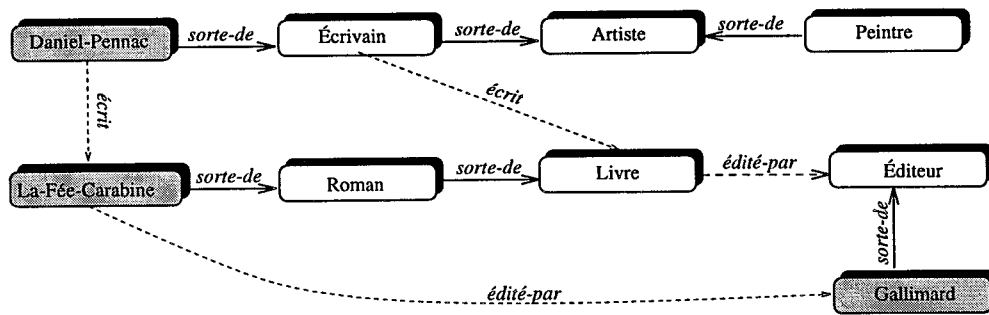 Daniel-Pennac sorte-de Écrivain sorte-de Artiste sorte-de Peintre
écrit écrit
La-Fée-Carabine sorte-de Roman sorte-de Livre édité-par Éditeur
sorte-de
édité-par Gallimard